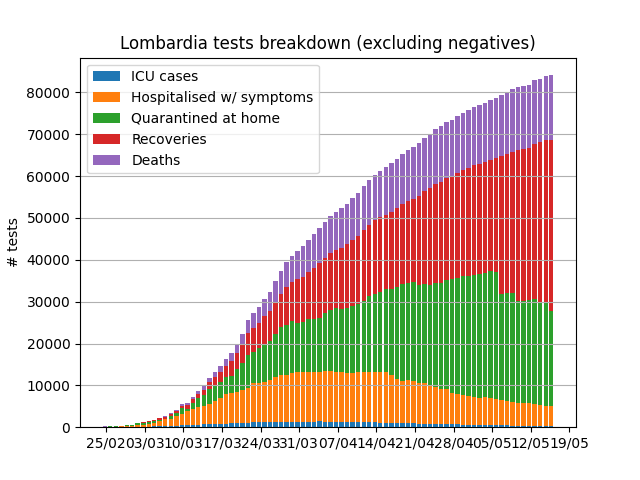 Lombardia tests breakdown (excluding negatives)
ICU cases
Hospitalised w/ symptoms
Quarantined at home
Recoveries
Deaths
# tests
80000
70000
60000
50000
40000
30000
20000
10000
0
25/02 03/03 10/03 17/03 24/03 31/03 07/04 14/04 21/04 28/04 05/05 12/05 19/05